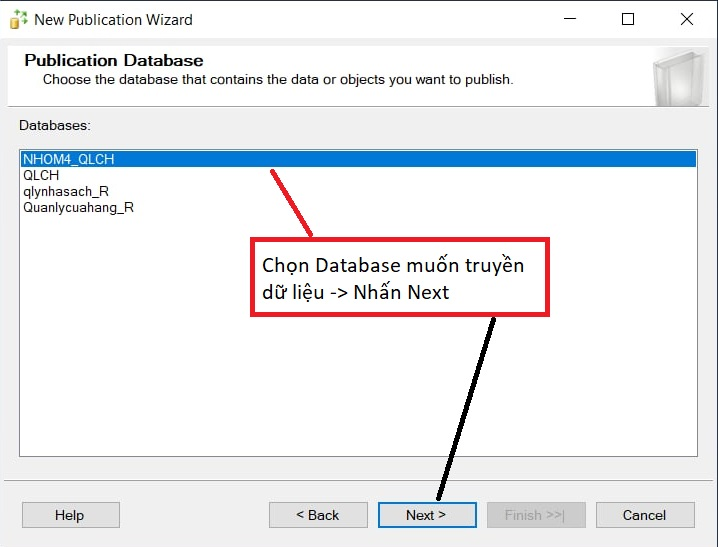 New Publication Wizard
Publication Database
Choose the database that contains the data or objects you want to publish.
Databases:
NHOM4_QLCH
QLCH
qlynhasach_R
Quanlycuahang_R
Chọn Database muốn truyền
dữ liệu -> Nhấn Next
Help
< Back
Next >
Finish >>|
Cancel